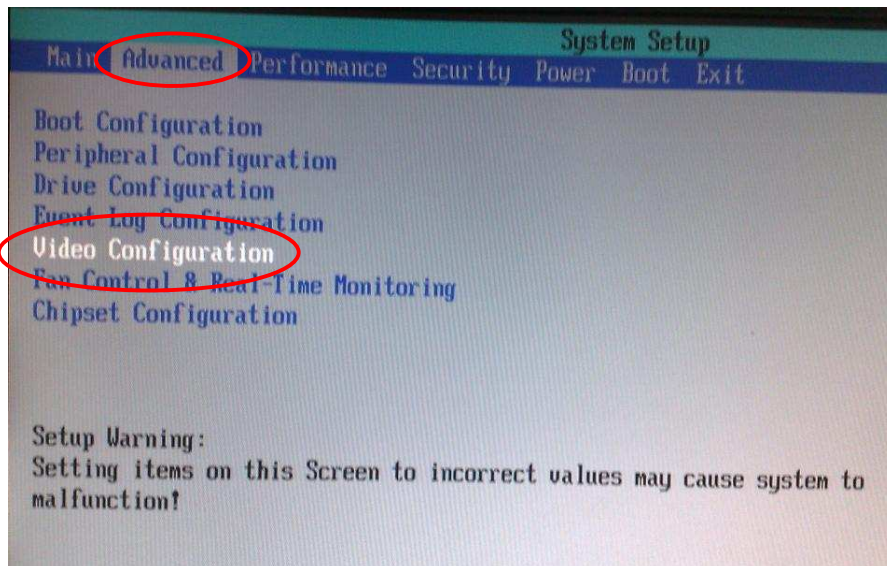 System Setup
Main Advanced Performance Security Power Boot Exit
Boot Configuration
Peripheral Configuration
Drive Configuration
Event Log Configuration
Video Configuration
Fan Control & Real-Time Monitoring
Chipset Configuration
Setup Warning:
Setting items on this Screen to incorrect values may cause system to
malfunction!